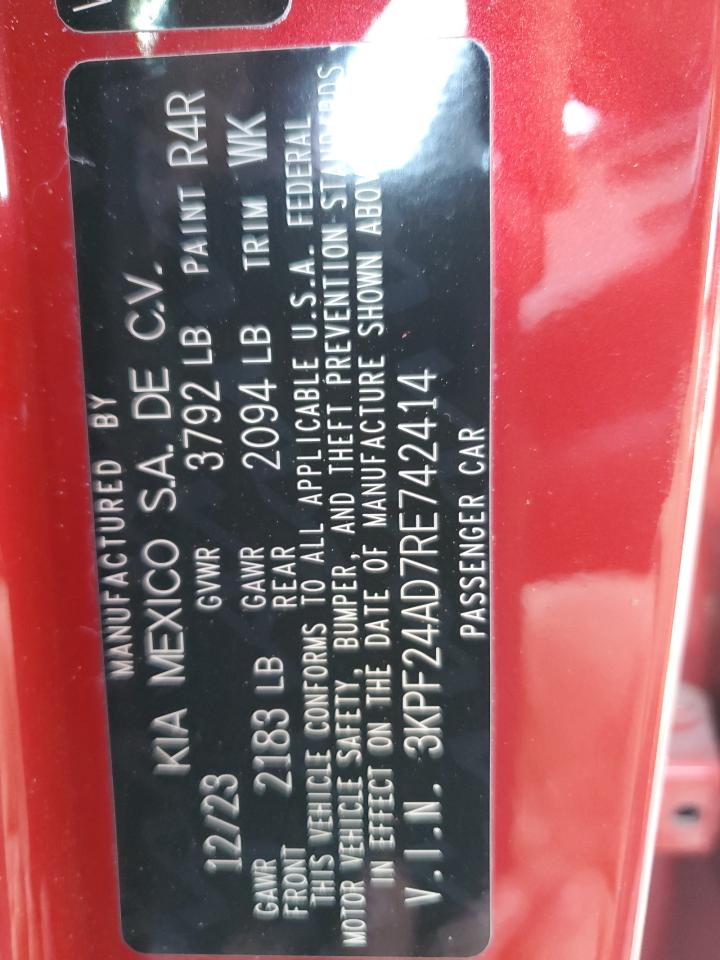 MANUFACTURED BY
KIA MEXICO S.A. DE C.V.
12/23 GVWR 3792 LB PAINT R4R
GAWR FRONT 2183 LB GAWR REAR 2094 LB TRIM WK
THIS VEHICLE CONFORMS TO ALL APPLICABLE U.S.A. FEDERAL
MOTOR VEHICLE SAFETY, BUMPER, AND THEFT PREVENTION STANDARDS
IN EFFECT ON THE DATE OF MANUFACTURE SHOWN ABOV
V.I.N. 3KPF24AD7RE742414
PASSENGER CAR